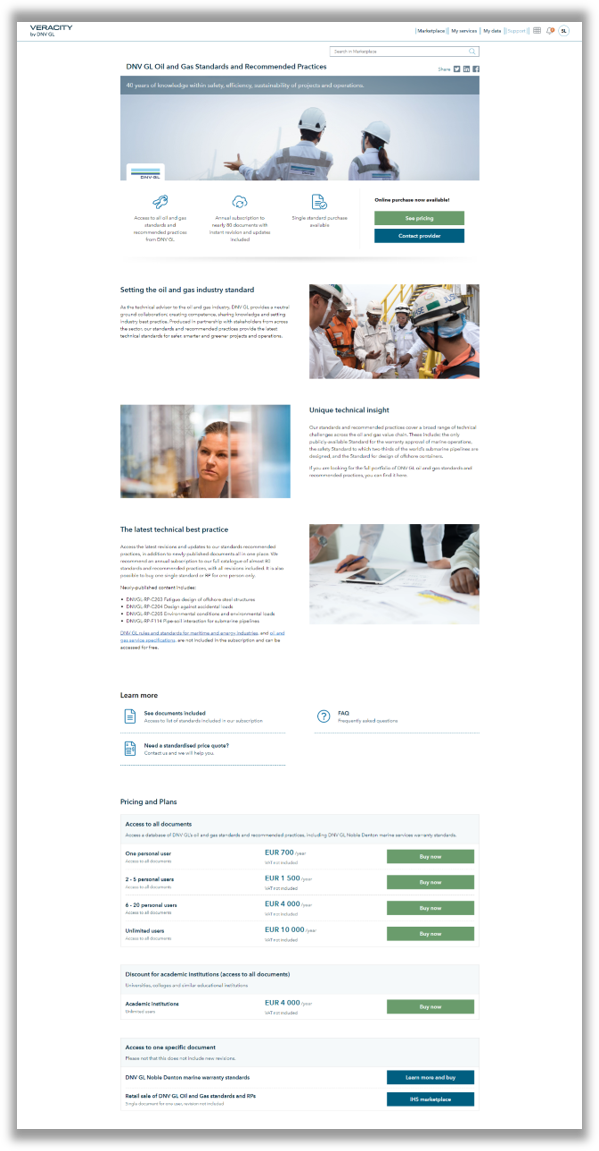 VERACITY
by DNV GL
Marketplace My services My data Support SL
Search in Marketplace
DNV GL Oil and Gas Standards and Recommended Practices
Share
40 years of knowledge within safety, efficiency, sustainability of projects and operations.
DNV·GL
Access to all oil and gas
standards and
recommended practices
from DNV GL
Annual subscription to
nearly 80 documents with
instant revision and updates
included
Single standard purchase
available
Online purchase now available!
See pricing
Contact provider
Setting the oil and gas industry standard
As the technical advisor to the oil and gas industry, DNV GL provides a neutral
ground collaboration; creating competence, sharing knowledge and setting
industry best practice. Produced in partnership with stakeholders from across
the sector, our standards and recommended practices provide the latest
technical standards for safer, smarter and greener projects and operations.
Unique technical insight
Our standards and recommended practices cover a broad range of technical
challenges across the oil and gas value chain. These include: the only
publicly available Standard for the warranty approval of marine operations,
the safety Standard to which two-thirds of the world's submarine pipelines are
designed, and the Standard for design of offshore containers.
If you are looking for the full portfolio of DNV GL oil and gas standards and
recommended practices, you can find it here
The latest technical best practice
Access the latest revisions and updates to our standards recommended
practices, in addition to newly-published documents all in one place. We
recommend an annual subscription to our full catalogue of almost 80
standards and recommended practices, with all revisions included. It is also
possible to buy one single standard or RP for one person only.
Newly-published content includes:
• DNVGL-RP-C203 Fatigue design of offshore steel structures
• DNVGL-RP-C204 Design against accidental loads
• DNVGL-RP-C205 Environmental conditions and environmental loads
• DNVGL-RP-F114 Pipe-soil interaction for submarine pipelines
DNV GL rules and standards for maritime and energy industries, and oil and
gas service specifications, are not included in the subscription and can be
accessed for free.
Learn more
See documents included
Access to list of standards included in our subscription
FAQ
Frequently asked questions
Need a standardised price quote?
Contact us and we will help you.
Pricing and Plans
Access to all documents
Access a database of DNV GL's oil and gas standards and recommended practices, including DNV GL Noble Denton marine services warranty standards.
One personal user EUR 700 /year Buy now
Access to all documents VAT not included
2 - 5 personal users EUR 1 500 /year Buy now
Access to all documents VAT not included
6 - 20 personal users EUR 4 000 /year Buy now
Access to all documents VAT not included
Unlimited users EUR 10 000 /year Buy now
Access to all documents VAT not included
Discount for academic institutions (access to all documents)
Universities, colleges and similar educational institutions
Academic institutions EUR 4 000 /year Buy now
Unlimited users VAT not included
Access to one specific document
Please not that this does not include new revisions.
DNV GL Noble Denton marine warranty standards Learn more and buy
Retail sale of DNV GL Oil and Gas standards and RPs IHS marketplace
Single document for one user, revision not included